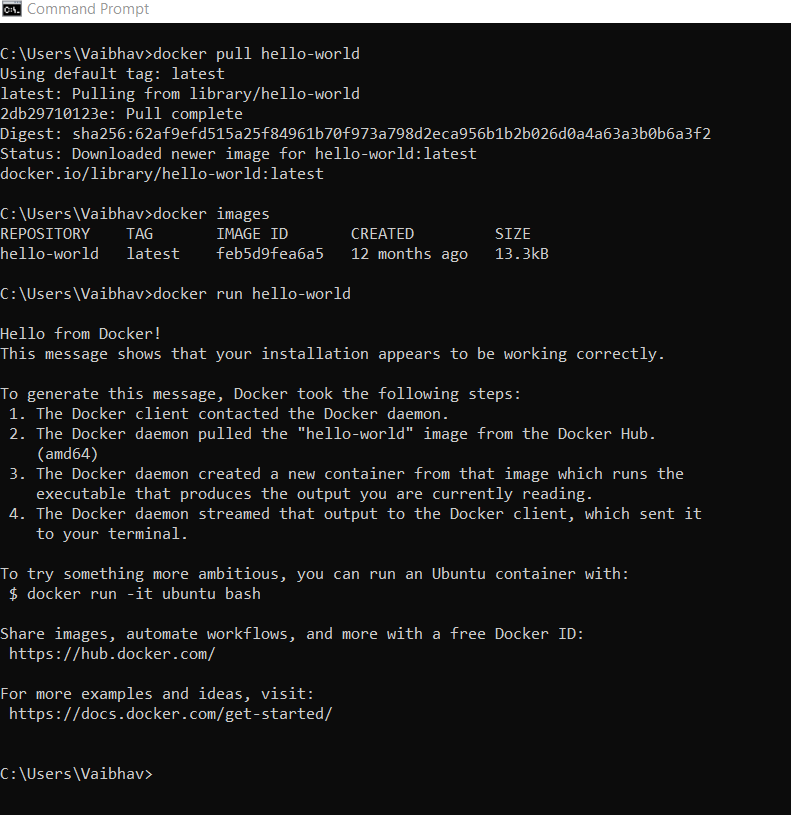 Command Prompt
C:\Users\Vaibhav>docker pull hello-world
Using default tag: latest
latest: Pulling from library/hello-world
2db29710123e: Pull complete
Digest: sha256:62af9efd515a25f84961b70f973a798d2eca956b1b2b026d0a4a63a3b0b6a3f2
Status: Downloaded newer image for hello-world:latest
docker.io/library/hello-world:latest
C:\Users\Vaibhav>docker images
REPOSITORY    TAG       IMAGE ID       CREATED         SIZE
hello-world   latest    feb5d9fea6a5   12 months ago   13.3kB
C:\Users\Vaibhav>docker run hello-world
Hello from Docker!
This message shows that your installation appears to be working correctly.
To generate this message, Docker took the following steps:
 1. The Docker client contacted the Docker daemon.
 2. The Docker daemon pulled the "hello-world" image from the Docker Hub.
    (amd64)
 3. The Docker daemon created a new container from that image which runs the
    executable that produces the output you are currently reading.
 4. The Docker daemon streamed that output to the Docker client, which sent it
    to your terminal.
To try something more ambitious, you can run an Ubuntu container with:
 $ docker run -it ubuntu bash
Share images, automate workflows, and more with a free Docker ID:
 https://hub.docker.com/
For more examples and ideas, visit:
 https://docs.docker.com/get-started/
C:\Users\Vaibhav>